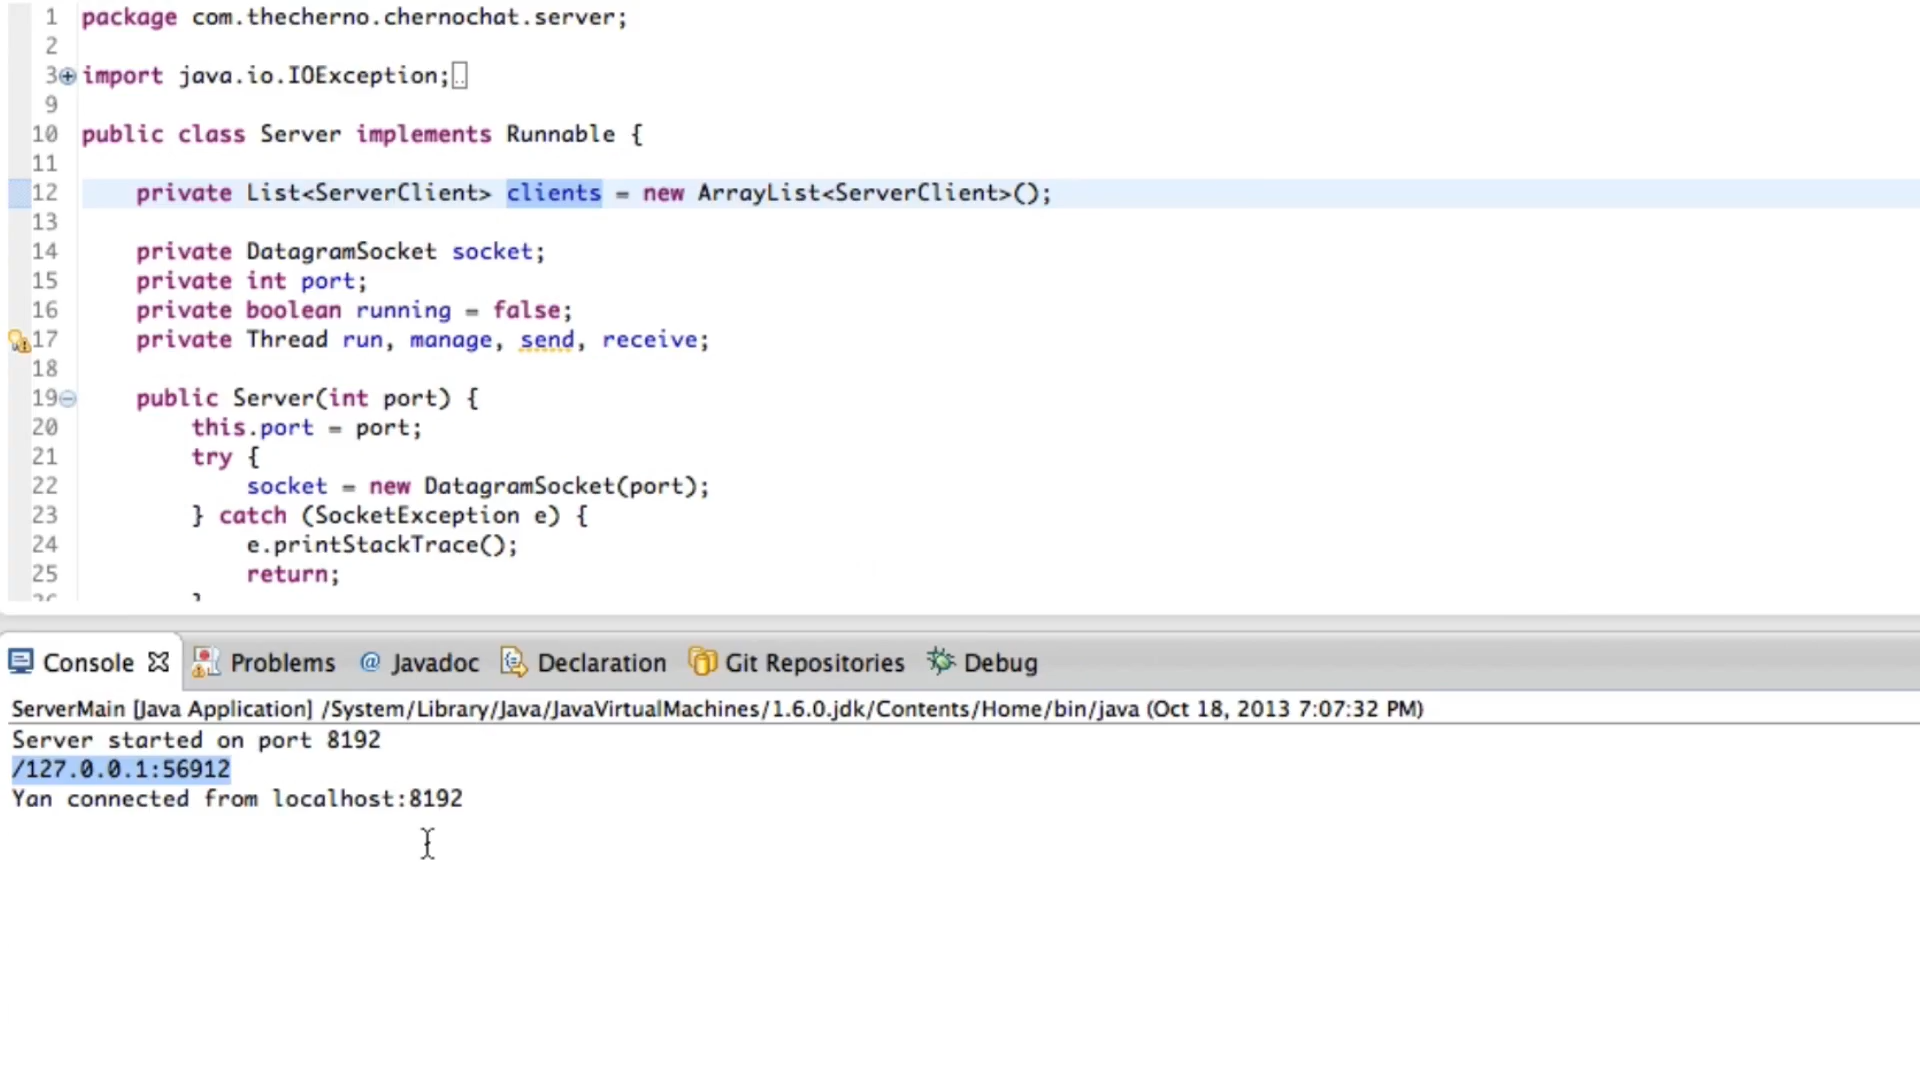 1 package com.thecherno.chernochat.server;
2
3 import java.io.IOException;
9
10 public class Server implements Runnable {
11
12 private List<ServerClient> clients = new ArrayList<ServerClient>();
13
14 private DatagramSocket socket;
15 private int port;
16 private boolean running = false;
17 private Thread run, manage, send, receive;
18
19 public Server(int port) {
20 this.port = port;
21 try {
22 socket = new DatagramSocket(port);
23 } catch (SocketException e) {
24 e.printStackTrace();
25 return;
Console Problems @ Javadoc Declaration Git Repositories Debug
ServerMain [Java Application] /System/Library/Java/JavaVirtualMachines/1.6.0.jdk/Contents/Home/bin/java (Oct 18, 2013 7:07:32 PM)
Server started on port 8192
/127.0.0.1:56912
Yan connected from localhost:8192